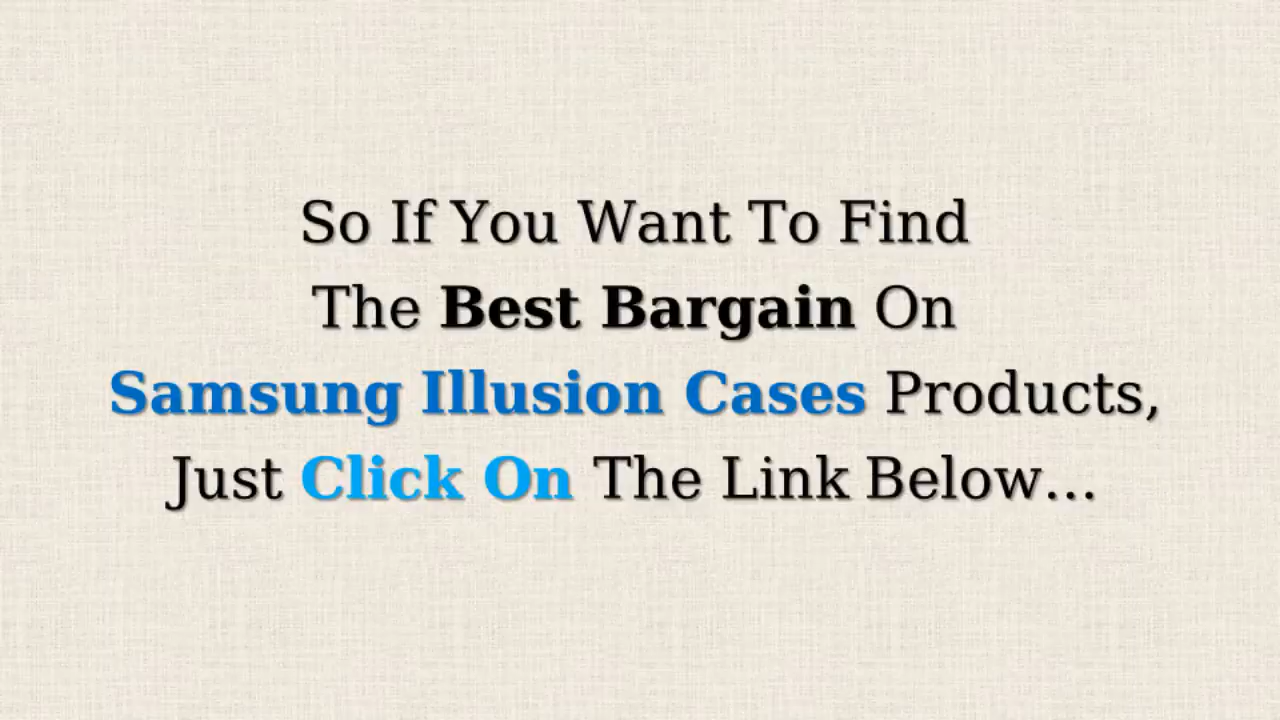 So If You Want To Find
The Best Bargain On
Samsung Illusion Cases Products,
Just Click On The Link Below...